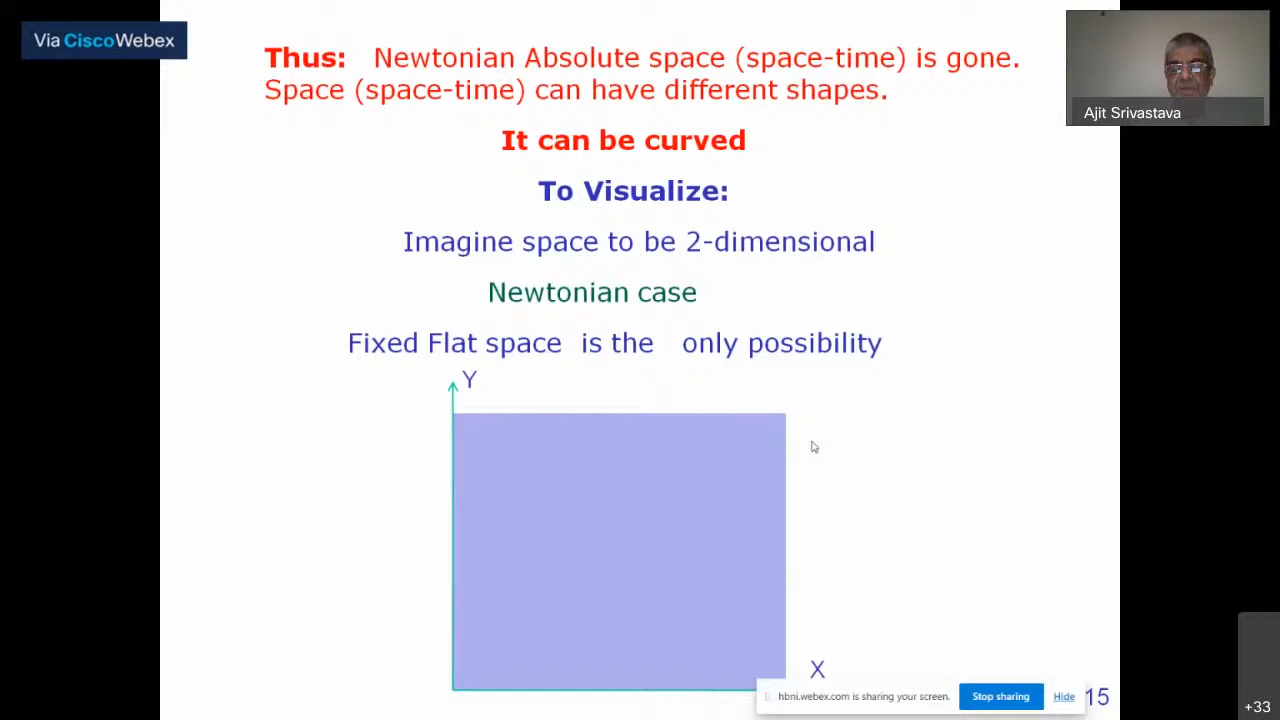 Via CiscoWebex
Thus: Newtonian Absolute space (space-time) is gone.
Space (space-time) can have different shapes.
Ajit Srivastava
It can be curved
To Visualize:
Imagine space to be 2-dimensional
Newtonian case
Fixed Flat space is the only possibility
Y
X
hbni.webex.com is sharing your screen.
Stop sharing
Hide
15
+33